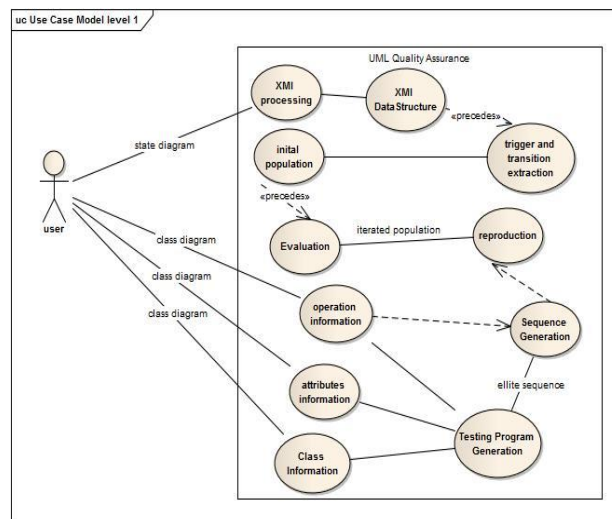 uc Use Case Model level 1
UML Quality Assurance
XMI
processing
XMI
DataStructure
«precedes»
state diagram
inital
population
trigger and
transition
extraction
user
«precedes»
Evaluation
iterated population
reproduction
class diagram
class diagram
class diagram
operation
information
Sequence
Generation
ellite sequence
attributes
information
Testing Program
Generation
Class
Information